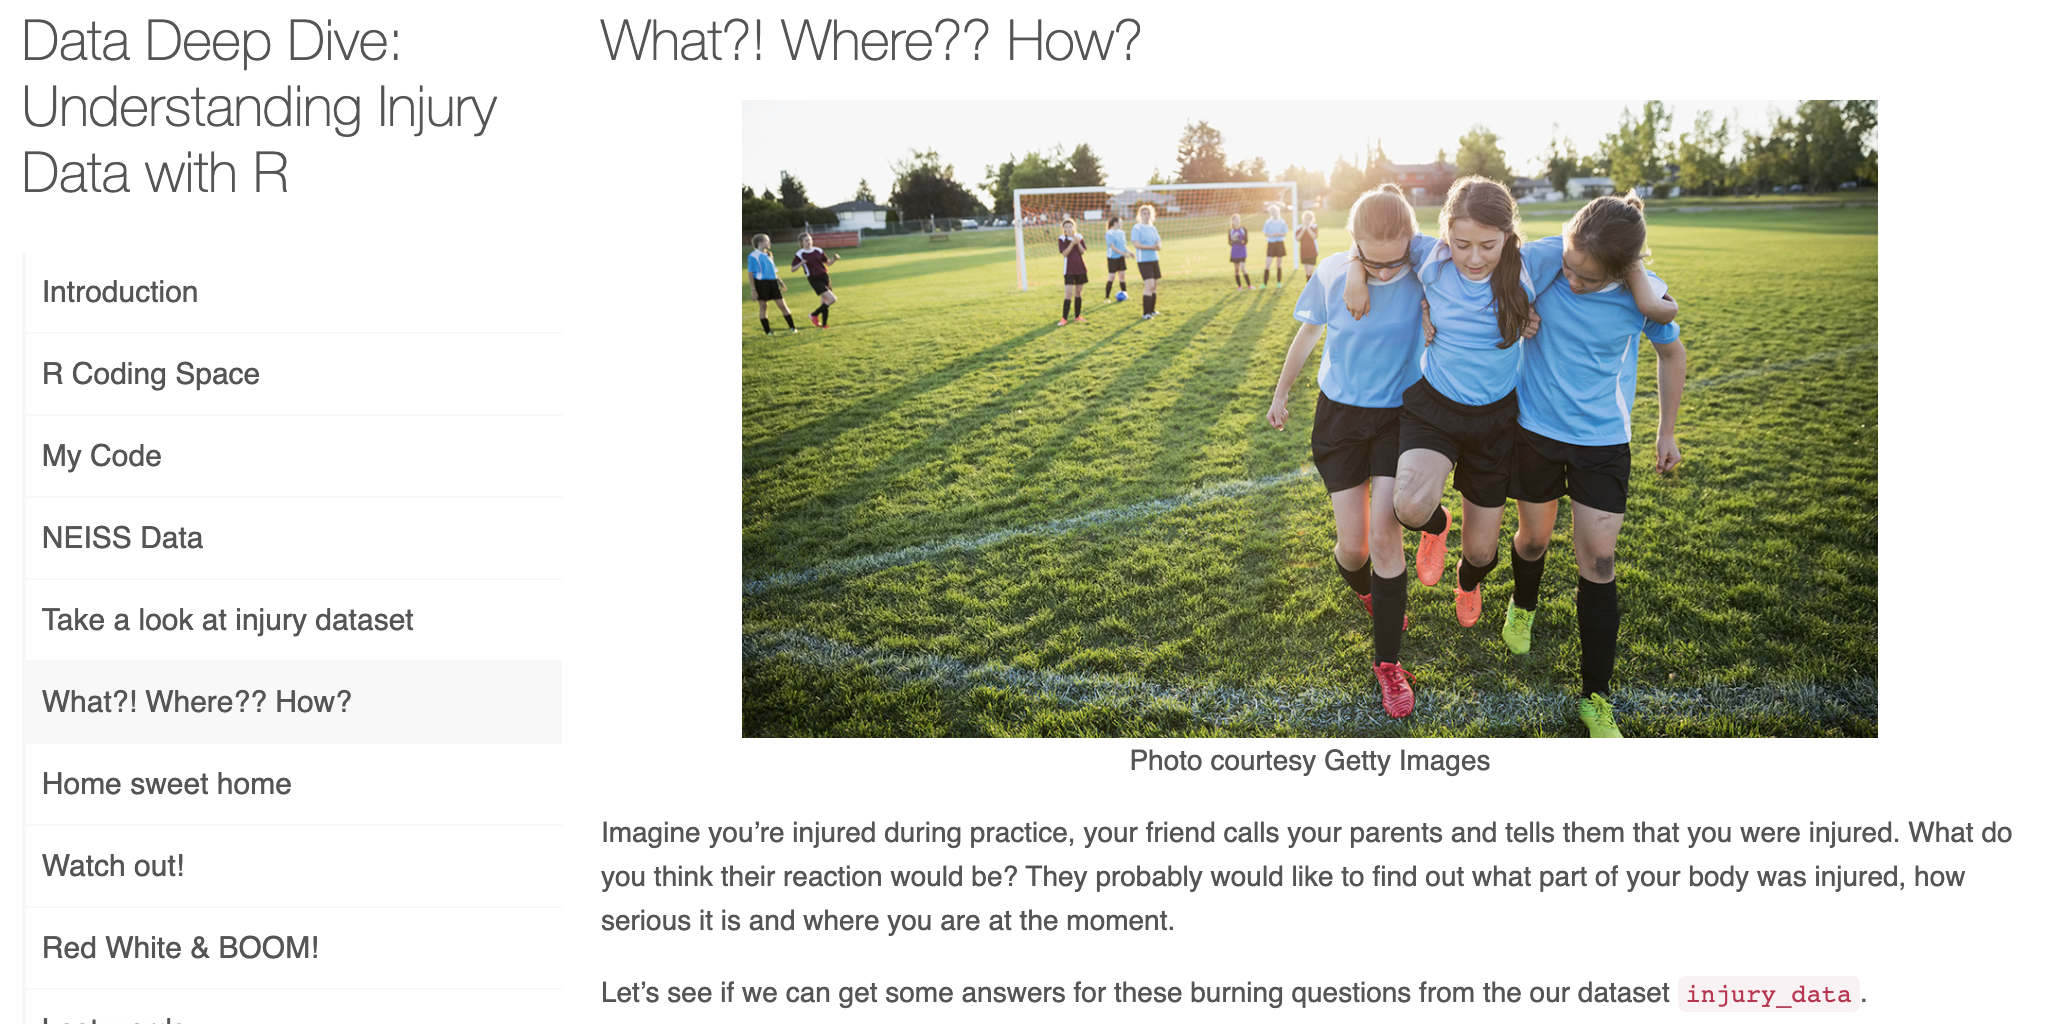 Data Deep Dive:
Understanding Injury
Data with R
Introduction
R Coding Space
My Code
NEISS Data
Take a look at injury dataset
What?! Where?? How?
Home sweet home
Watch out!
Red White & BOOM!
What?! Where?? How?
Photo courtesy Getty Images
Imagine you’re injured during practice, your friend calls your parents and tells them that you were injured. What do
you think their reaction would be? They probably would like to find out what part of your body was injured, how
serious it is and where you are at the moment.
Let’s see if we can get some answers for these burning questions from the our dataset injury_data.